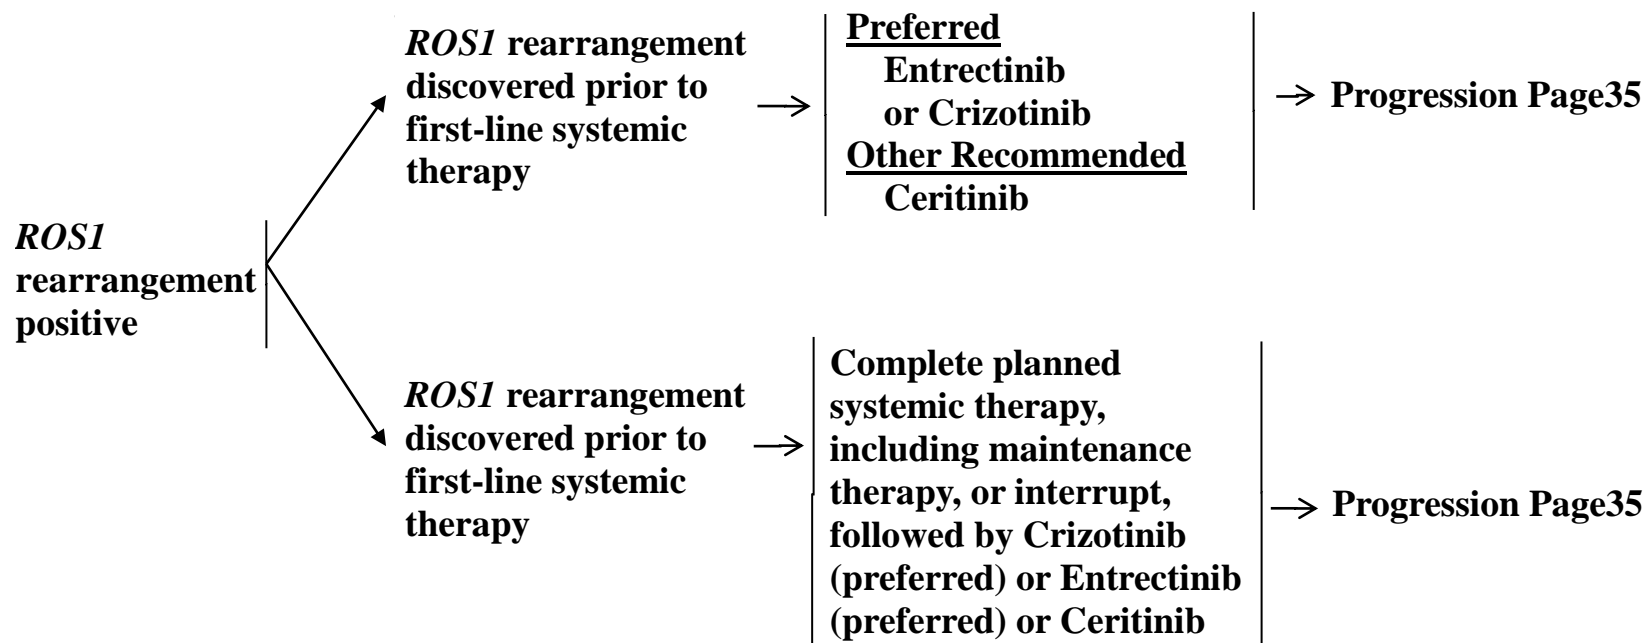 ROS1
rearrangement
positive
ROS1 rearrangement
discovered prior to
first-line systemic
therapy
Preferred
Entrectinib
or Crizotinib
Other Recommended
Ceritinib
Progression Page35
ROS1 rearrangement
discovered prior to
first-line systemic
therapy
Complete planned
systemic therapy,
including maintenance
therapy, or interrupt,
followed by Crizotinib
(preferred) or Entrectinib
(preferred) or Ceritinib
Progression Page35